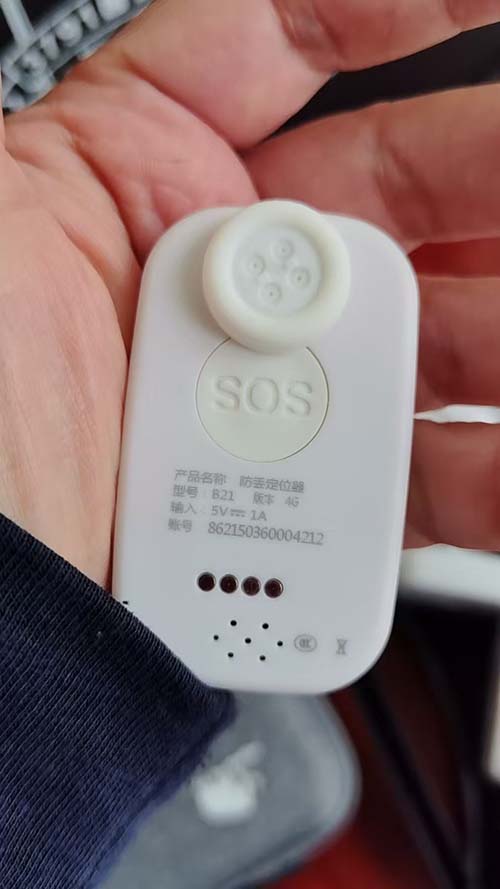 SOS
产品名称 防丢定位器
型号：B21 版本 4G
输入：5V⎓1A
账号 862150360004212